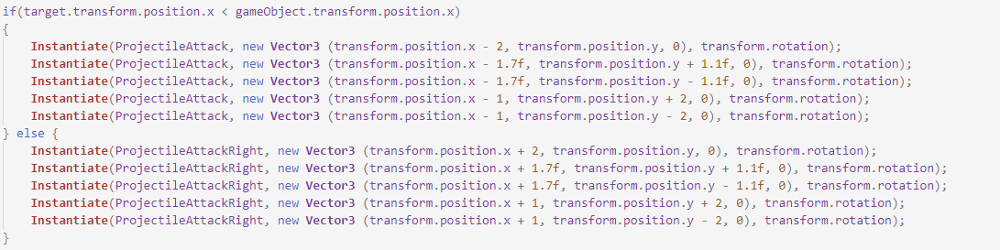 if(target.transform.position.x < gameObject.transform.position.x)
{
    Instantiate(ProjectileAttack, new Vector3 (transform.position.x - 2, transform.position.y, 0), transform.rotation);
    Instantiate(ProjectileAttack, new Vector3 (transform.position.x - 1.7f, transform.position.y + 1.1f, 0), transform.rotation);
    Instantiate(ProjectileAttack, new Vector3 (transform.position.x - 1.7f, transform.position.y - 1.1f, 0), transform.rotation);
    Instantiate(ProjectileAttack, new Vector3 (transform.position.x - 1, transform.position.y + 2, 0), transform.rotation);
    Instantiate(ProjectileAttack, new Vector3 (transform.position.x - 1, transform.position.y - 2, 0), transform.rotation);
} else {
    Instantiate(ProjectileAttackRight, new Vector3 (transform.position.x + 2, transform.position.y, 0), transform.rotation);
    Instantiate(ProjectileAttackRight, new Vector3 (transform.position.x + 1.7f, transform.position.y + 1.1f, 0), transform.rotation);
    Instantiate(ProjectileAttackRight, new Vector3 (transform.position.x + 1.7f, transform.position.y - 1.1f, 0), transform.rotation);
    Instantiate(ProjectileAttackRight, new Vector3 (transform.position.x + 1, transform.position.y + 2, 0), transform.rotation);
    Instantiate(ProjectileAttackRight, new Vector3 (transform.position.x + 1, transform.position.y - 2, 0), transform.rotation);
}